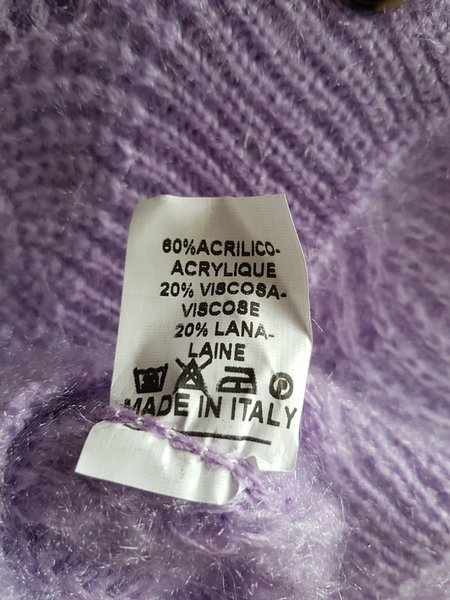 60%ACRILICO-
ACRYLIQUE
20% VISCOSA-
VISCOSE
20% LANA-
LAINE
P
MADE IN ITALY